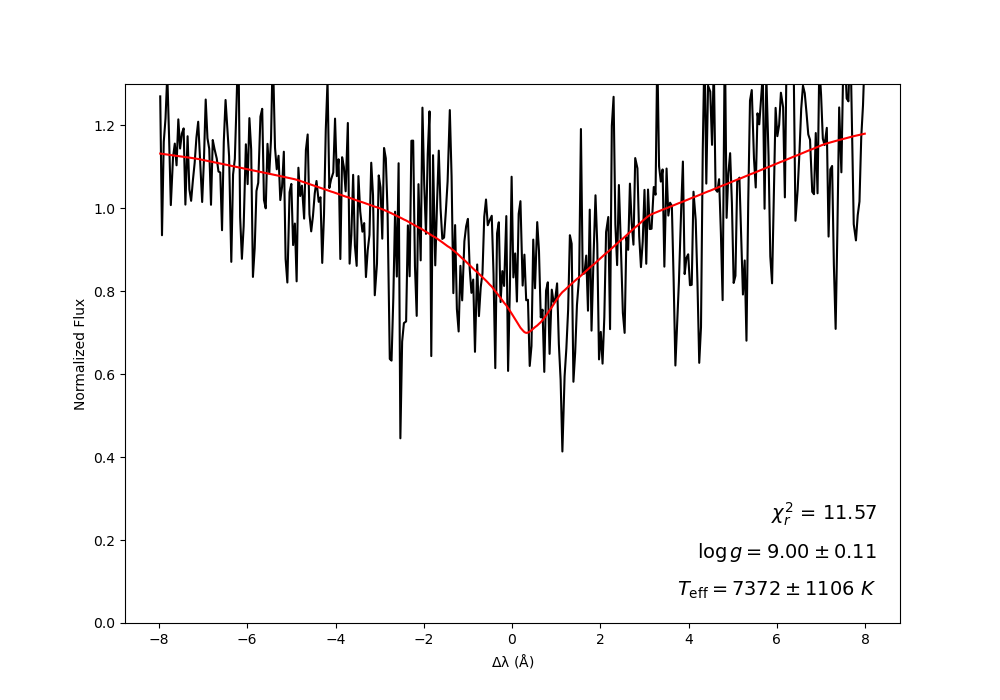 1.2
1.0
0.8
0.6
0.4
0.2
0.0
Normalized Flux
χ²ᵣ = 11.57
log g = 9.00 ± 0.11
T_eff = 7372 ± 1106 K
−8 −6 −4 −2 0 2 4 6 8
Δλ (Å)